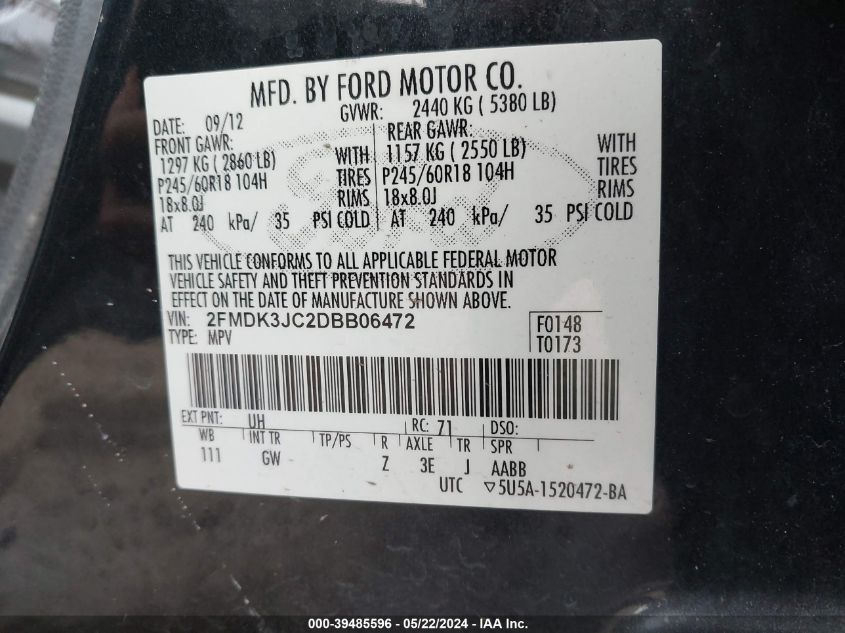 MFD. BY FORD MOTOR CO.
DATE: 09/12 GVWR: 2440 KG ( 5380 LB)
FRONT GAWR: REAR GAWR:
1297 KG ( 2860 LB) WITH 1157 KG ( 2550 LB) WITH
P245/60R18 104H TIRES P245/60R18 104H TIRES
18x8.0J RIMS 18x8.0J RIMS
AT 240 kPa/ 35 PSI COLD AT 240 kPa/ 35 PSI COLD
THIS VEHICLE CONFORMS TO ALL APPLICABLE FEDERAL MOTOR
VEHICLE SAFETY AND THEFT PREVENTION STANDARDS IN
EFFECT ON THE DATE OF MANUFACTURE SHOWN ABOVE.
VIN: 2FMDK3JC2DBB06472 F0148
TYPE: MPV T0173
EXT PNT: UH RC: 71 DSO:
WB INT TR TP/PS R AXLE TR SPR
111 GW Z 3E J AABB
UTC ▽5U5A-1520472-BA
000-39485596 - 05/22/2024 - IAA Inc.